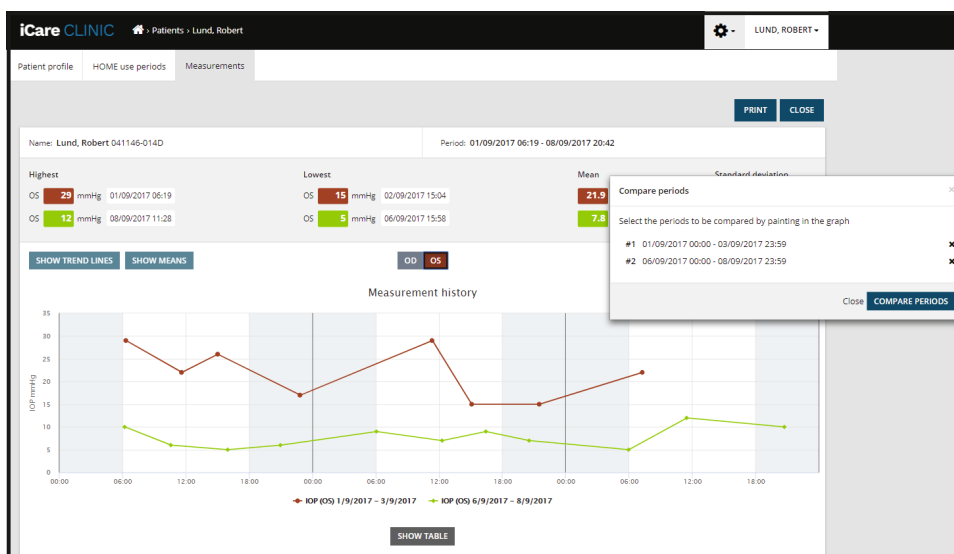 iCare CLINIC › Patients › Lund, Robert LUND, ROBERT
Patient profile HOME use periods Measurements
PRINT CLOSE
Name: Lund, Robert 041146-014D Period: 01/09/2017 06:19 - 08/09/2017 20:42
Highest Lowest Mean Standard deviation
OS 29 mmHg 01/09/2017 06:19 OS 15 mmHg 02/09/2017 15:04 21.9
OS 12 mmHg 08/09/2017 11:28 OS 5 mmHg 06/09/2017 15:58 7.8
Compare periods ×
Select the periods to be compared by painting in the graph
#1 01/09/2017 00:00 - 03/09/2017 23:59 ×
#2 06/09/2017 00:00 - 08/09/2017 23:59 ×
Close COMPARE PERIODS
SHOW TREND LINES SHOW MEANS OD OS
Measurement history
IOP mmHg
35
30
25
20
15
10
5
0
00:00 06:00 12:00 18:00 00:00 06:00 12:00 18:00 00:00 06:00 12:00 18:00
IOP (OS) 1/9/2017 – 3/9/2017 IOP (OS) 6/9/2017 – 8/9/2017
SHOW TABLE